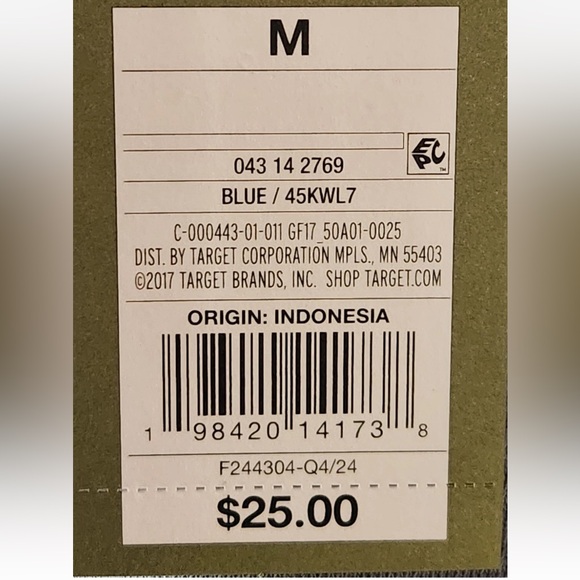 M
EPC
™
043 14 2769
BLUE / 45KWL7
C-000443-01-011 GF17_50A01-0025
DIST. BY TARGET CORPORATION MPLS., MN 55403
©2017 TARGET BRANDS, INC. SHOP TARGET.COM
ORIGIN: INDONESIA
1 98420 14173 8
F244304-Q4/24
$25.00